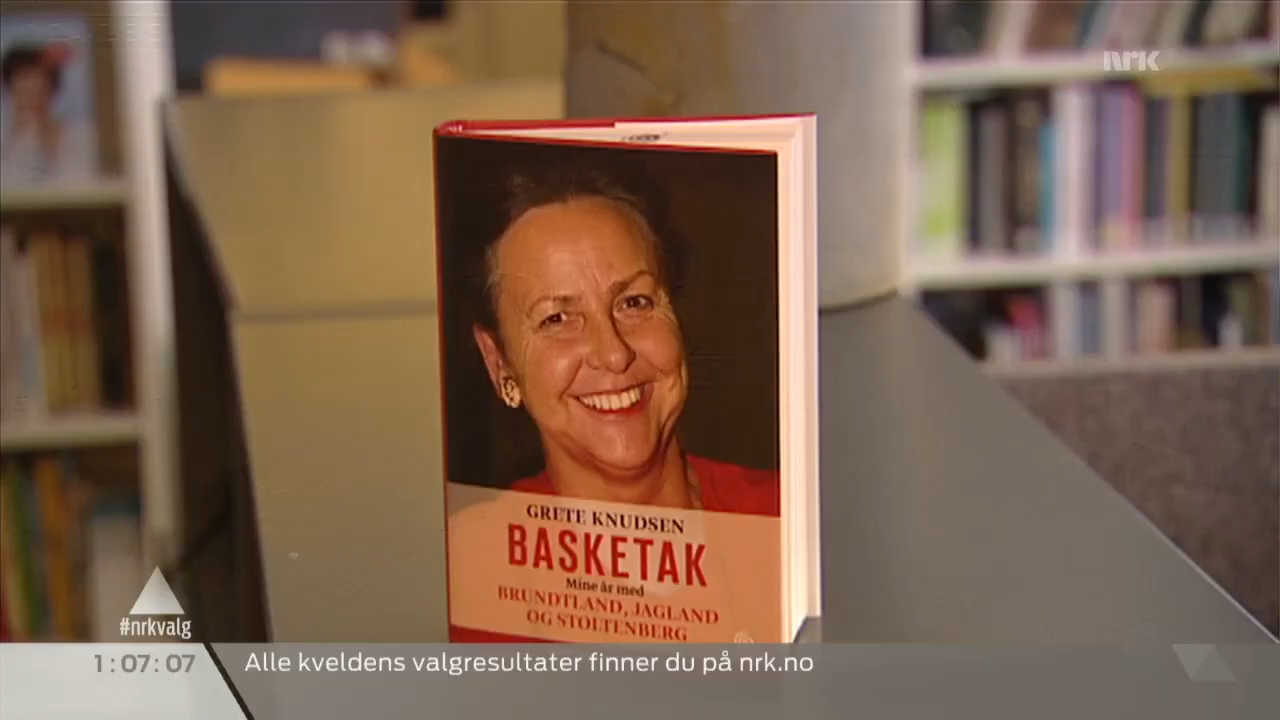 nrk
GRETE KNUDSEN
BASKETAK
Mine år med
BRUNDTLAND, JAGLAND
OG STOLTENBERG
#nrkvalg
1:07:07
Alle kveldens valgresultater finner du på nrk.no